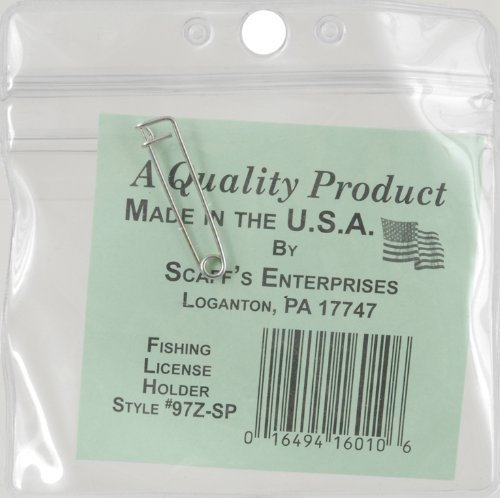 A Quality Product
MADE IN THE U.S.A.
BY
SCAFF'S ENTERPRISES
LOGANTON, PA 17747
FISHING
LICENSE
HOLDER
STYLE #97Z-SP
0 16494 16010 6